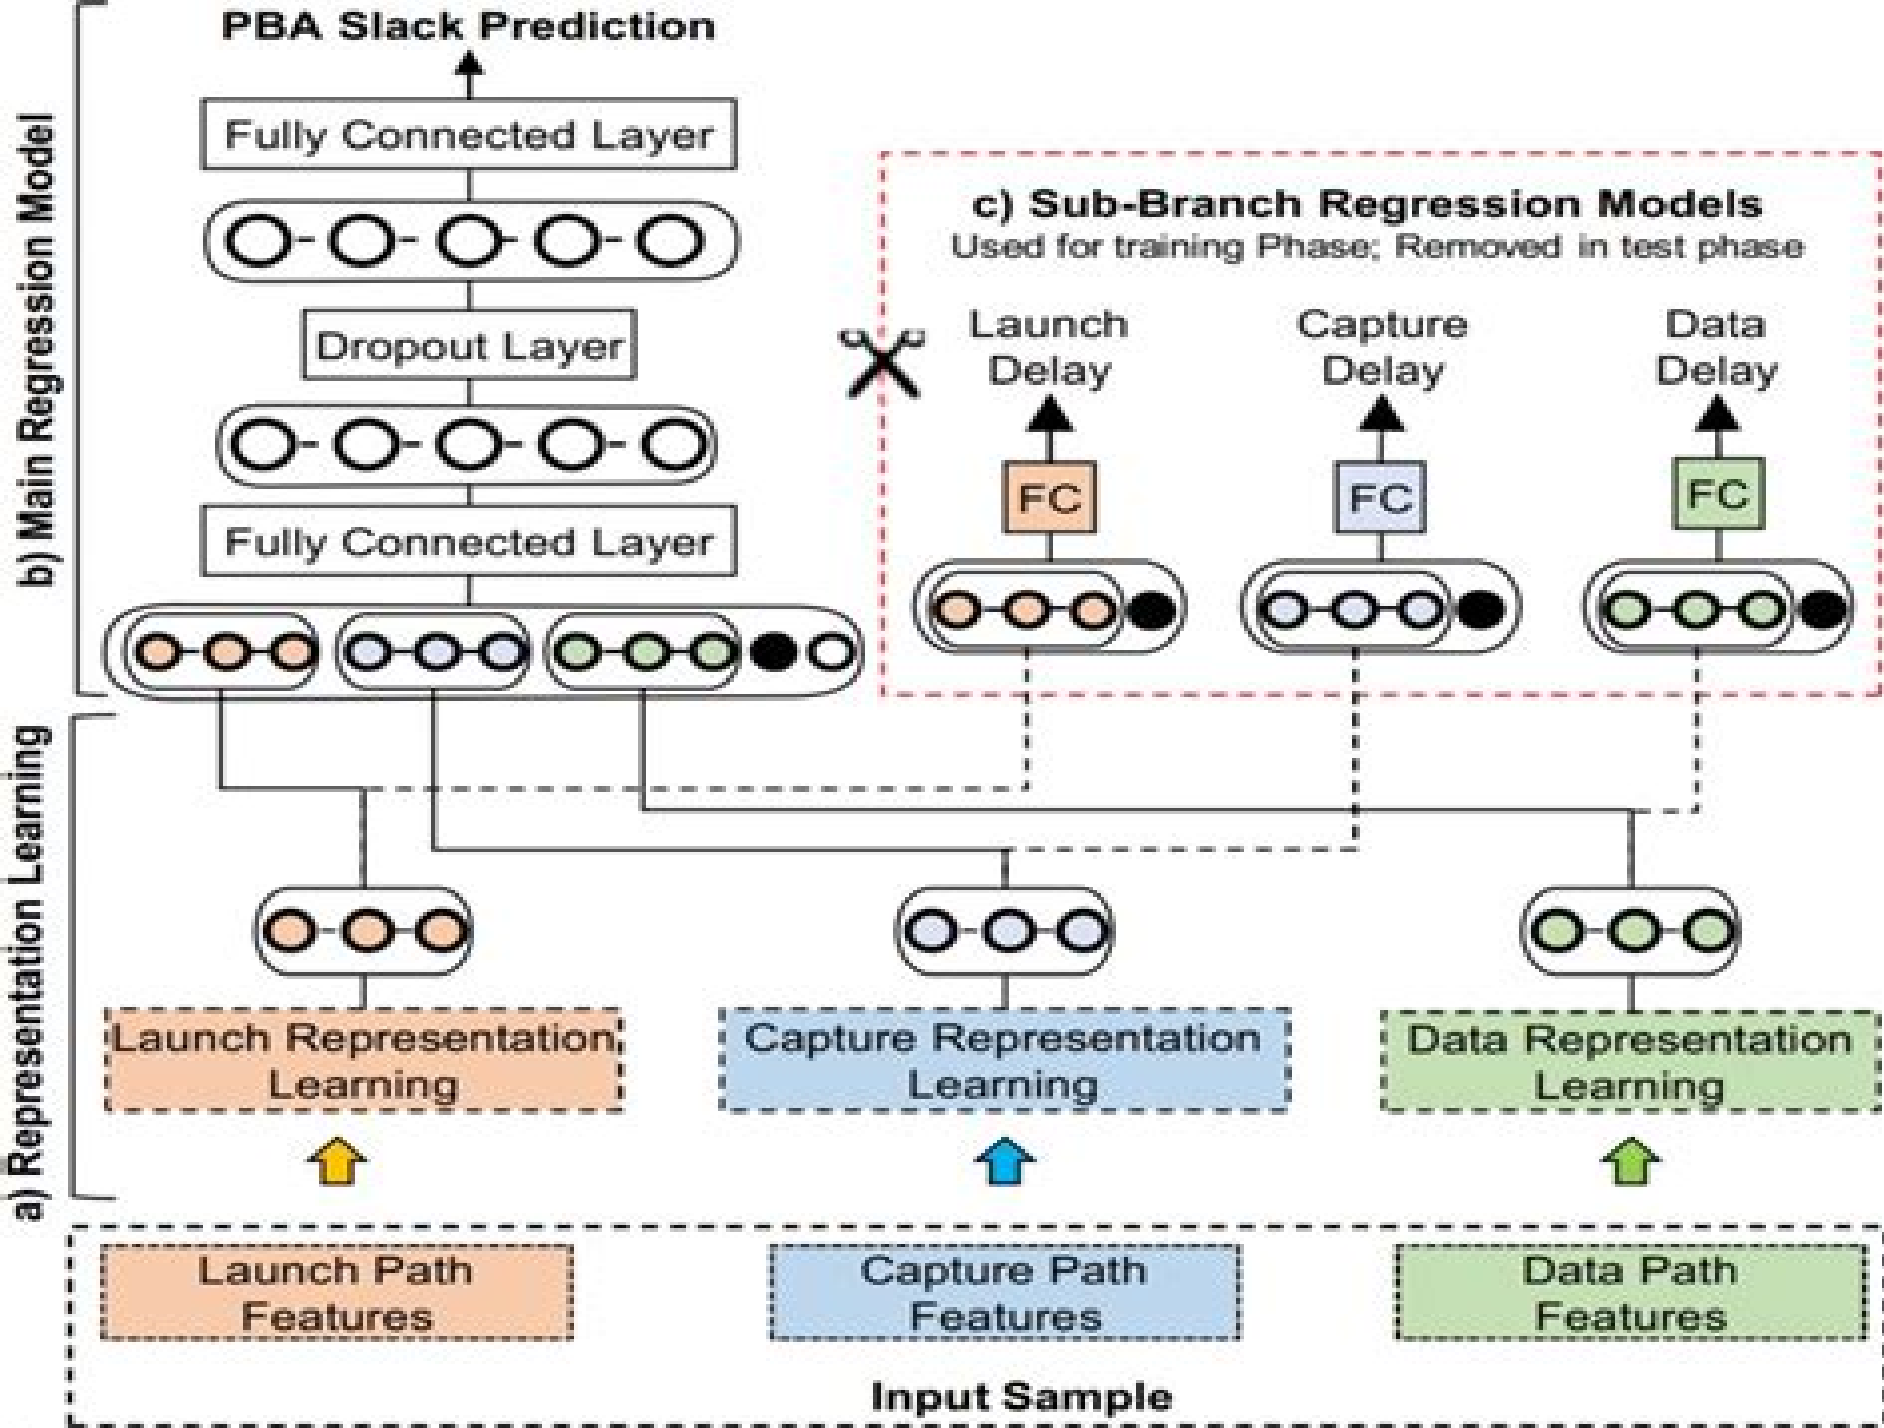 PBA Slack Prediction
Fully Connected Layer
Dropout Layer
Fully Connected Layer
b) Main Regression Model
c) Sub-Branch Regression Models
Used for training Phase; Removed in test phase
Launch
Delay
Capture
Delay
Data
Delay
FC
FC
FC
a) Representation Learning
Launch Representation
Learning
Capture Representation
Learning
Data Representation
Learning
Launch Path
Features
Capture Path
Features
Data Path
Features
Input Sample